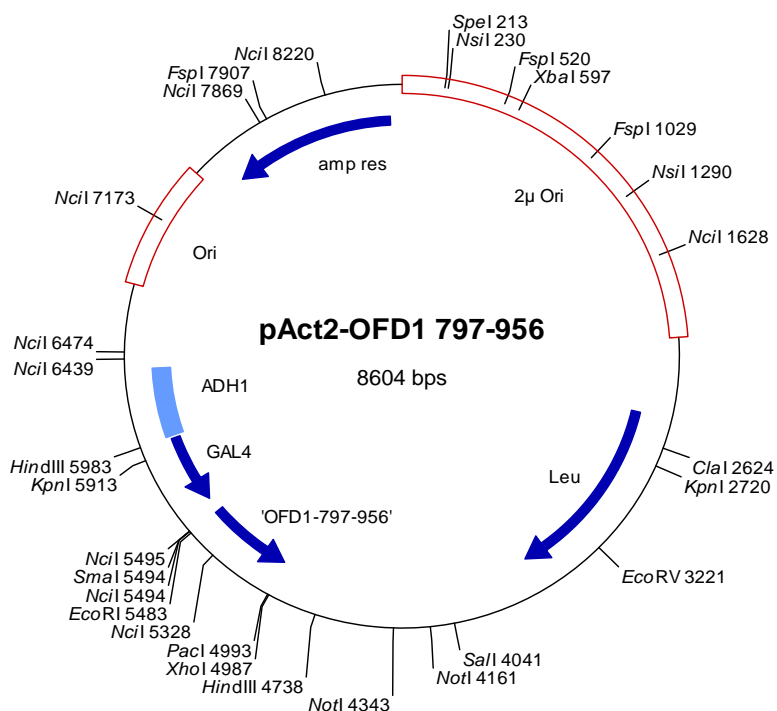 SpeI 213
NsiI 230
FspI 520
XbaI 597
FspI 1029
NsiI 1290
NciI 1628
2µ Ori
NciI 8220
FspI 7907
NciI 7869
amp res
NciI 7173
Ori
pAct2-OFD1 797-956
8604 bps
NciI 6474
NciI 6439
ADH1
GAL4
HindIII 5983
KpnI 5913
'OFD1-797-956'
Leu
ClaI 2624
KpnI 2720
EcoRV 3221
NciI 5495
SmaI 5494
NciI 5494
EcoRI 5483
NciI 5328
PacI 4993
XhoI 4987
HindIII 4738
NotI 4343
SalI 4041
NotI 4161